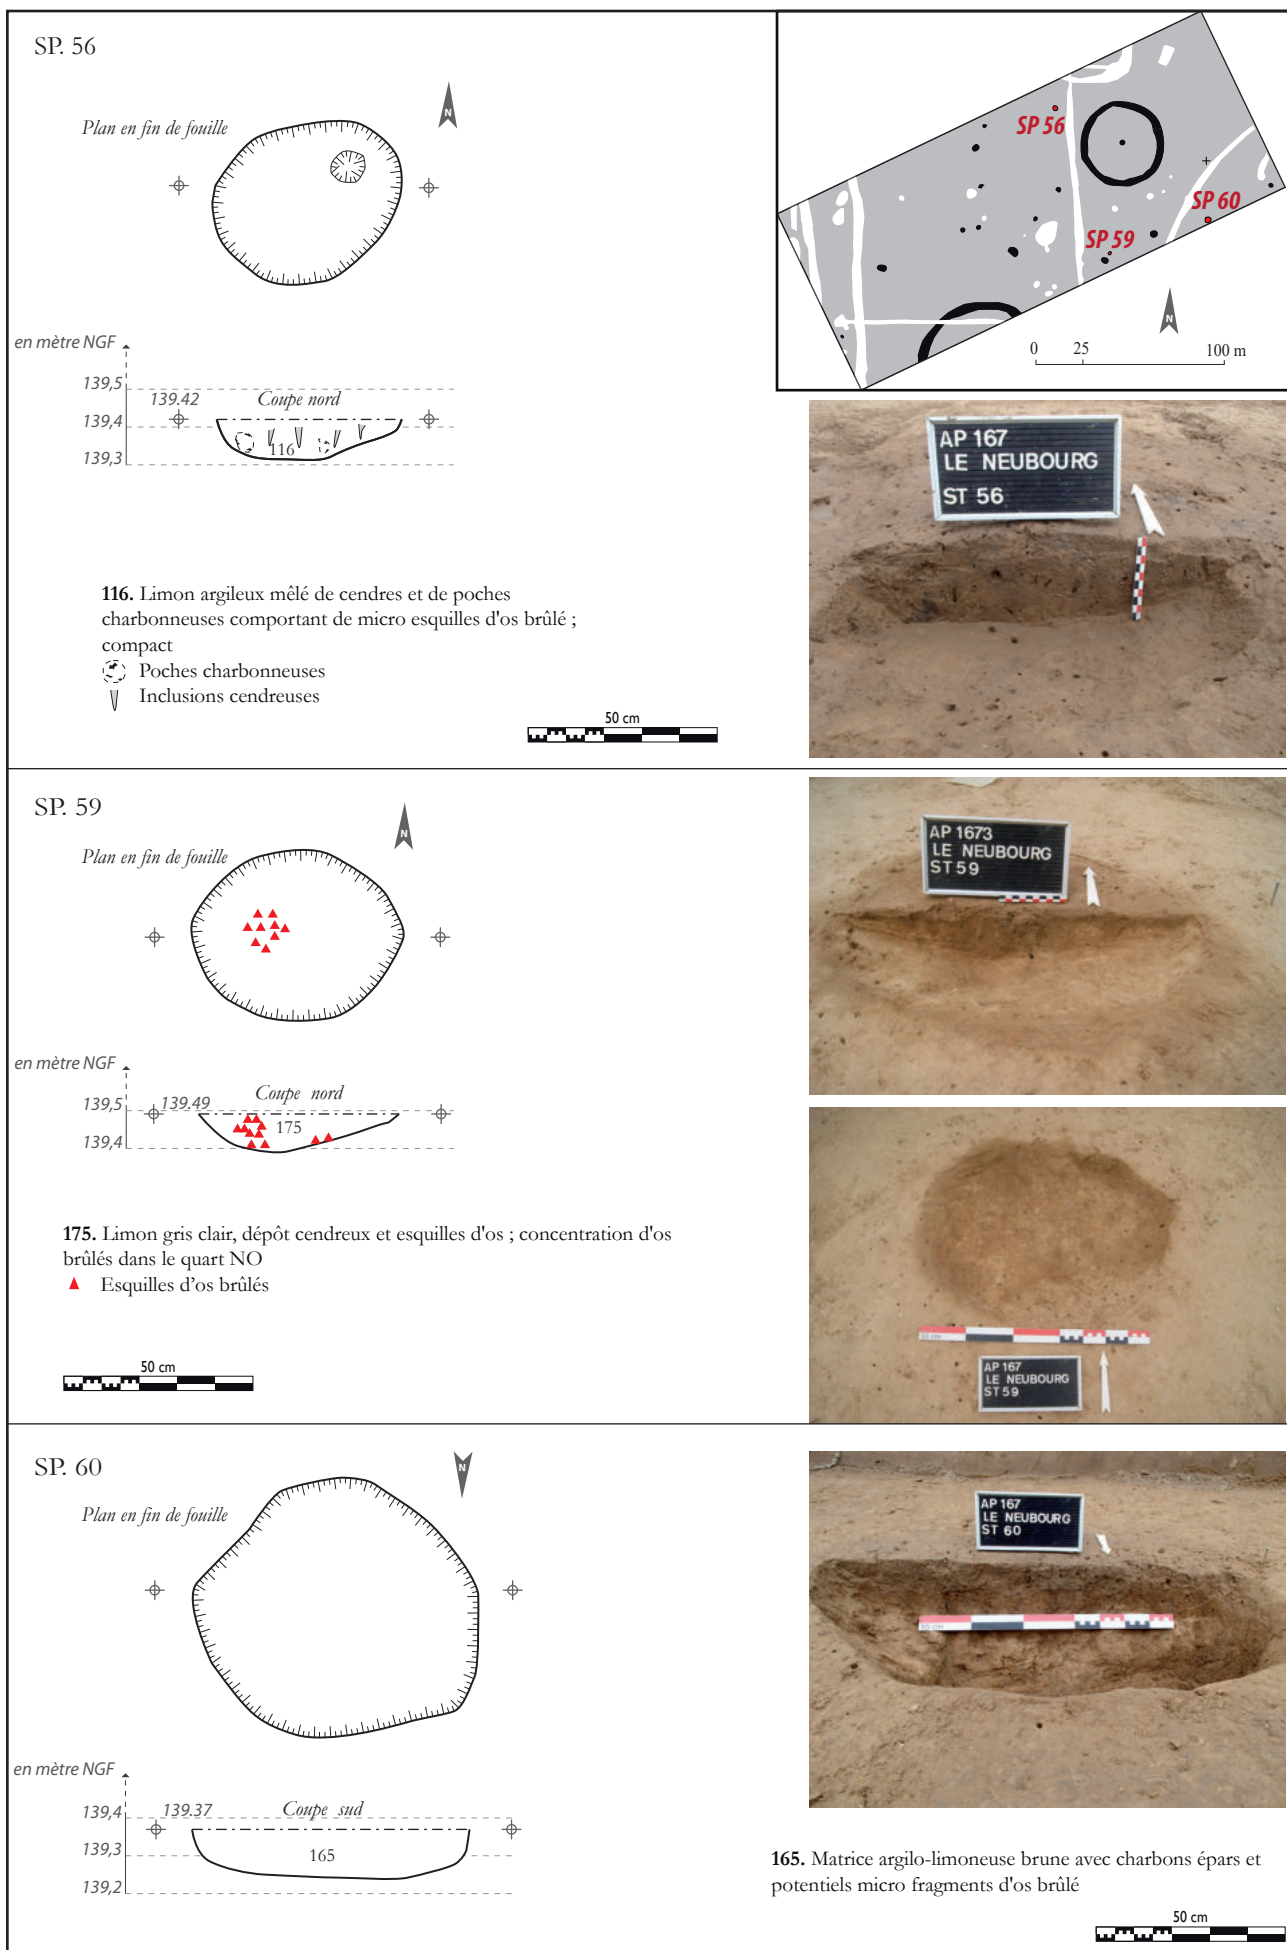 SP. 56
Plan en fin de fouille
N
SP 56
SP 60
SP 59
N
0 25 100 m
en mètre NGF
139,5
139.42
Coupe nord
139,4
116
139,3
AP 167
LE NEUBOURG
ST 56
116. Limon argileux mêlé de cendres et de poches
charbonneuses comportant de micro esquilles d'os brûlé ;
compact
Poches charbonneuses
Inclusions cendreuses
50 cm
SP. 59
Plan en fin de fouille
N
AP 1673
LE NEUBOURG
ST 59
en mètre NGF
139,5
139.49
Coupe nord
175
139,4
175. Limon gris clair, dépôt cendreux et esquilles d'os ; concentration d'os
brûlés dans le quart NO
Esquilles d'os brûlés
50 cm
AP 167
LE NEUBOURG
ST 59
SP. 60
Plan en fin de fouille
N
AP 167
LE NEUBOURG
ST 60
en mètre NGF
139,4
139.37
Coupe sud
139,3
165
139,2
165. Matrice argilo-limoneuse brune avec charbons épars et
potentiels micro fragments d'os brûlé
50 cm